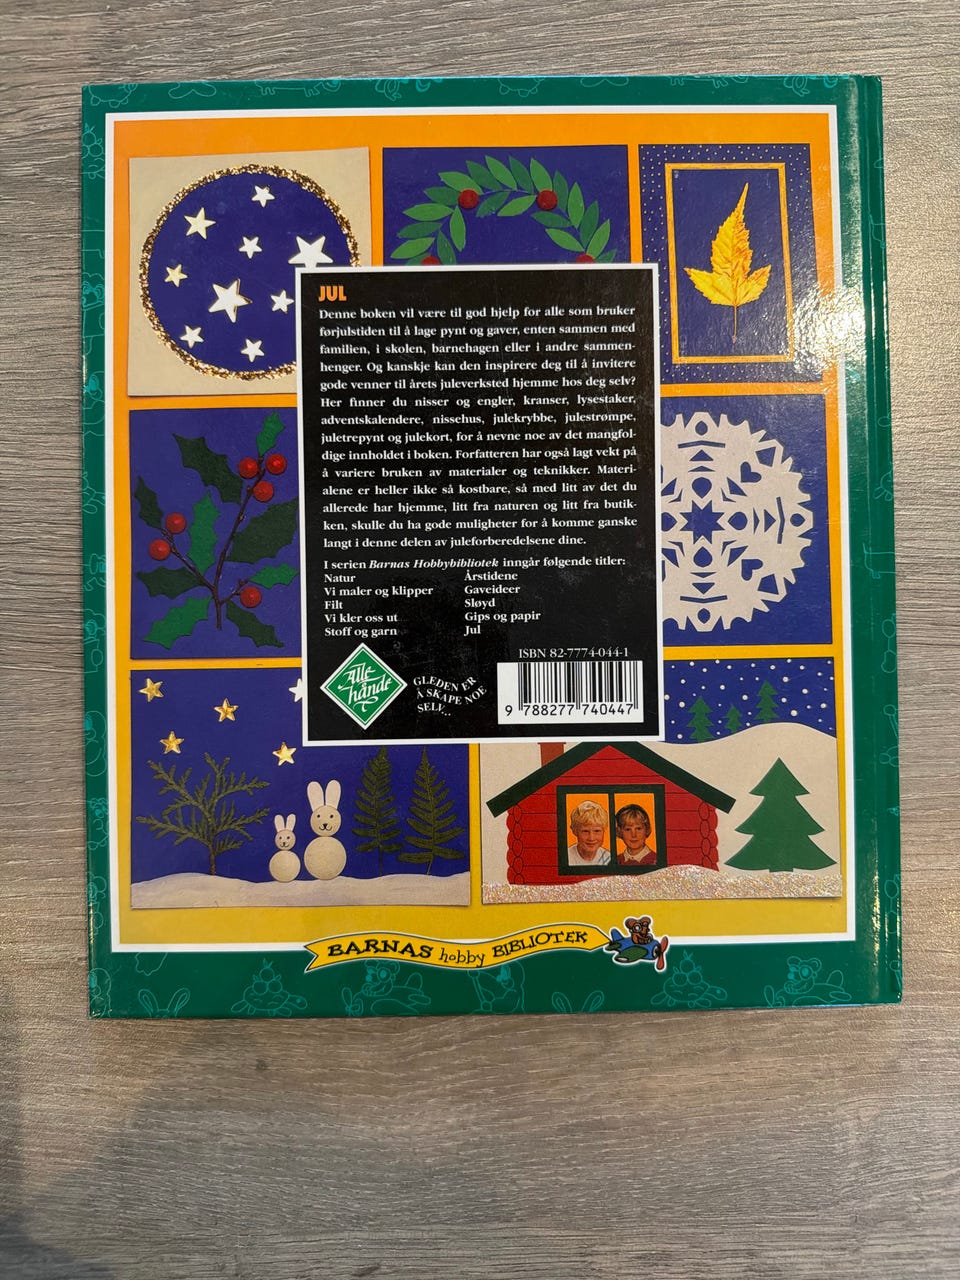 JUL
Denne boken vil være til god hjelp for alle som bruker
førjulstiden til å lage pynt og gaver, enten sammen med
familien, i skolen, barnehagen eller i andre sammen-
henger. Og kanskje kan den inspirere deg til å invitere
gode venner til årets juleverksted hjemme hos deg selv?
Her finner du nisser og engler, kranser, lysestaker,
adventskalendere, nissehus, julekrybbe, julestrømpe,
juletrepynt og julekort, for å nevne noe av det mangfol-
dige innholdet i boken. Forfatteren har også lagt vekt på
å variere bruken av materialer og teknikker. Materi-
alene er heller ikke så kostbare, så med litt av det du
allerede har hjemme, litt fra naturen og litt fra butik-
ken, skulle du ha gode muligheter for å komme ganske
langt i denne delen av juleforberedelsene dine.
I serien Barnas Hobbybibliotek inngår følgende titler:
Natur
Vi maler og klipper
Filt
Vi kler oss ut
Stoff og garn
Årstidene
Gaveideer
Sløyd
Gips og papir
Jul
Alle
hånde
GLEDEN ER
Å SKAPE NOE
SELV...
ISBN 82-7774-044-1
9 788277 740447
BARNAS hobby BIBLIOTEK